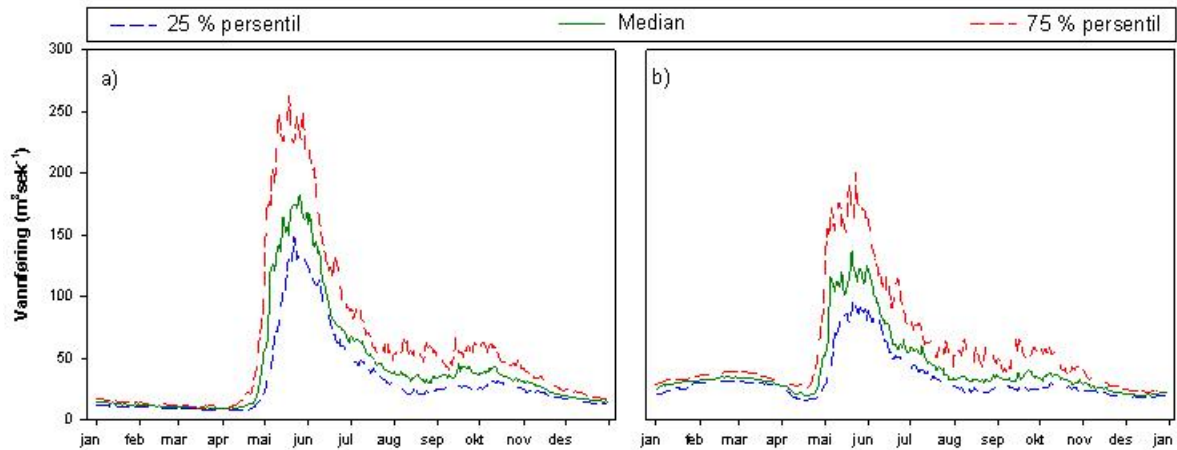 25 % persentil Median 75 % persentil
300
250
200
150
100
50
0
Vannføring (m³sek⁻¹)
a)
b)
jan feb mar apr mai jun jul aug sep okt nov des
jan feb mar apr mai jun jul aug sep okt nov des jan